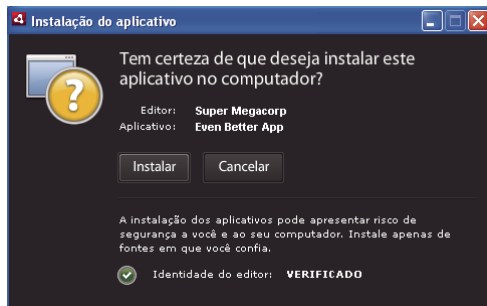 Instalação do aplicativo
Tem certeza de que deseja instalar este
aplicativo no computador?
Editor: Super Megacorp
Aplicativo: Even Better App
Instalar Cancelar
A instalação dos aplicativos pode apresentar risco de
segurança a você e ao seu computador. Instale apenas de
fontes em que você confia.
Identidade do editor: VERIFICADO